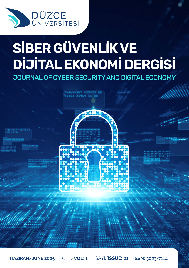 DÜZCE
ÜNİVERSİTESİ
SİBER GÜVENLİK VE
DİJİTAL EKONOMİ DERGİSİ
JOURNAL OF CYBER SECURITY AND DIGITAL ECONOMY